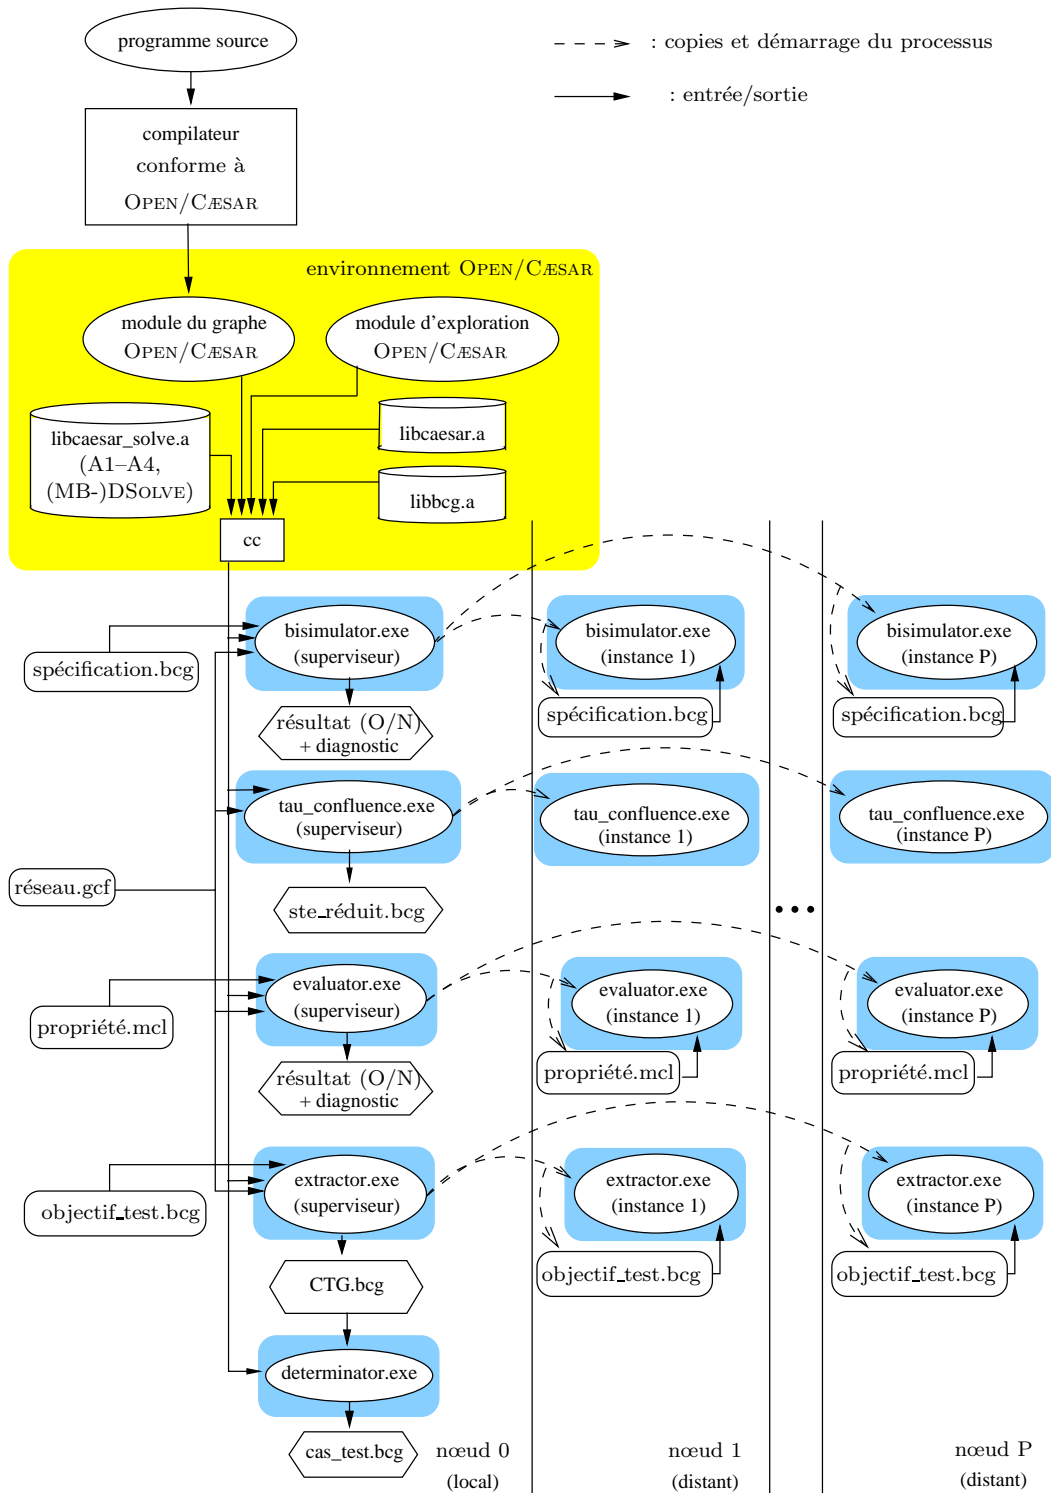 programme source
: copies et démarrage du processus
: entrée/sortie
compilateur
conforme à
OPEN/CÆSAR
environnement OPEN/CÆSAR
module du graphe
OPEN/CÆSAR
module d'exploration
OPEN/CÆSAR
libcaesar_solve.a
(A1–A4,
(MB-)DSOLVE)
libcaesar.a
libbcg.a
cc
bisimulator.exe
(superviseur)
bisimulator.exe
(instance 1)
bisimulator.exe
(instance P)
spécification.bcg
spécification.bcg
spécification.bcg
résultat (O/N)
+ diagnostic
tau_confluence.exe
(superviseur)
tau_confluence.exe
(instance 1)
tau_confluence.exe
(instance P)
réseau.gcf
ste_réduit.bcg
...
evaluator.exe
(superviseur)
evaluator.exe
(instance 1)
evaluator.exe
(instance P)
propriété.mcl
propriété.mcl
propriété.mcl
résultat (O/N)
+ diagnostic
extractor.exe
(superviseur)
extractor.exe
(instance 1)
extractor.exe
(instance P)
objectif_test.bcg
objectif_test.bcg
objectif_test.bcg
CTG.bcg
determinator.exe
cas_test.bcg
nœud 0
(local)
nœud 1
(distant)
nœud P
(distant)